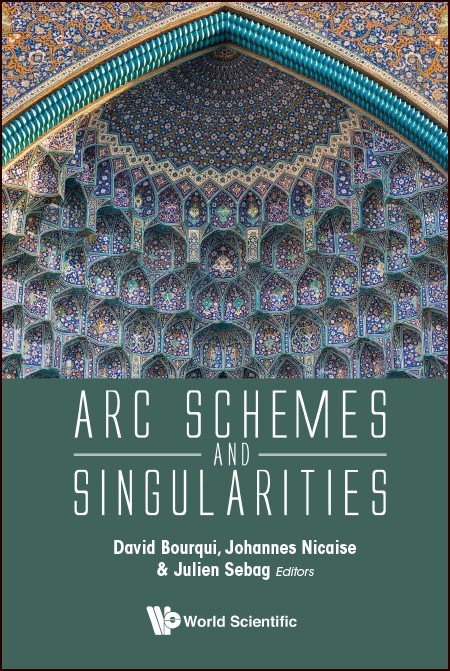 ARC SCHEMES
AND
SINGULARITIES
David Bourqui, Johannes Nicaise
& Julien Sebag Editors
World Scientific